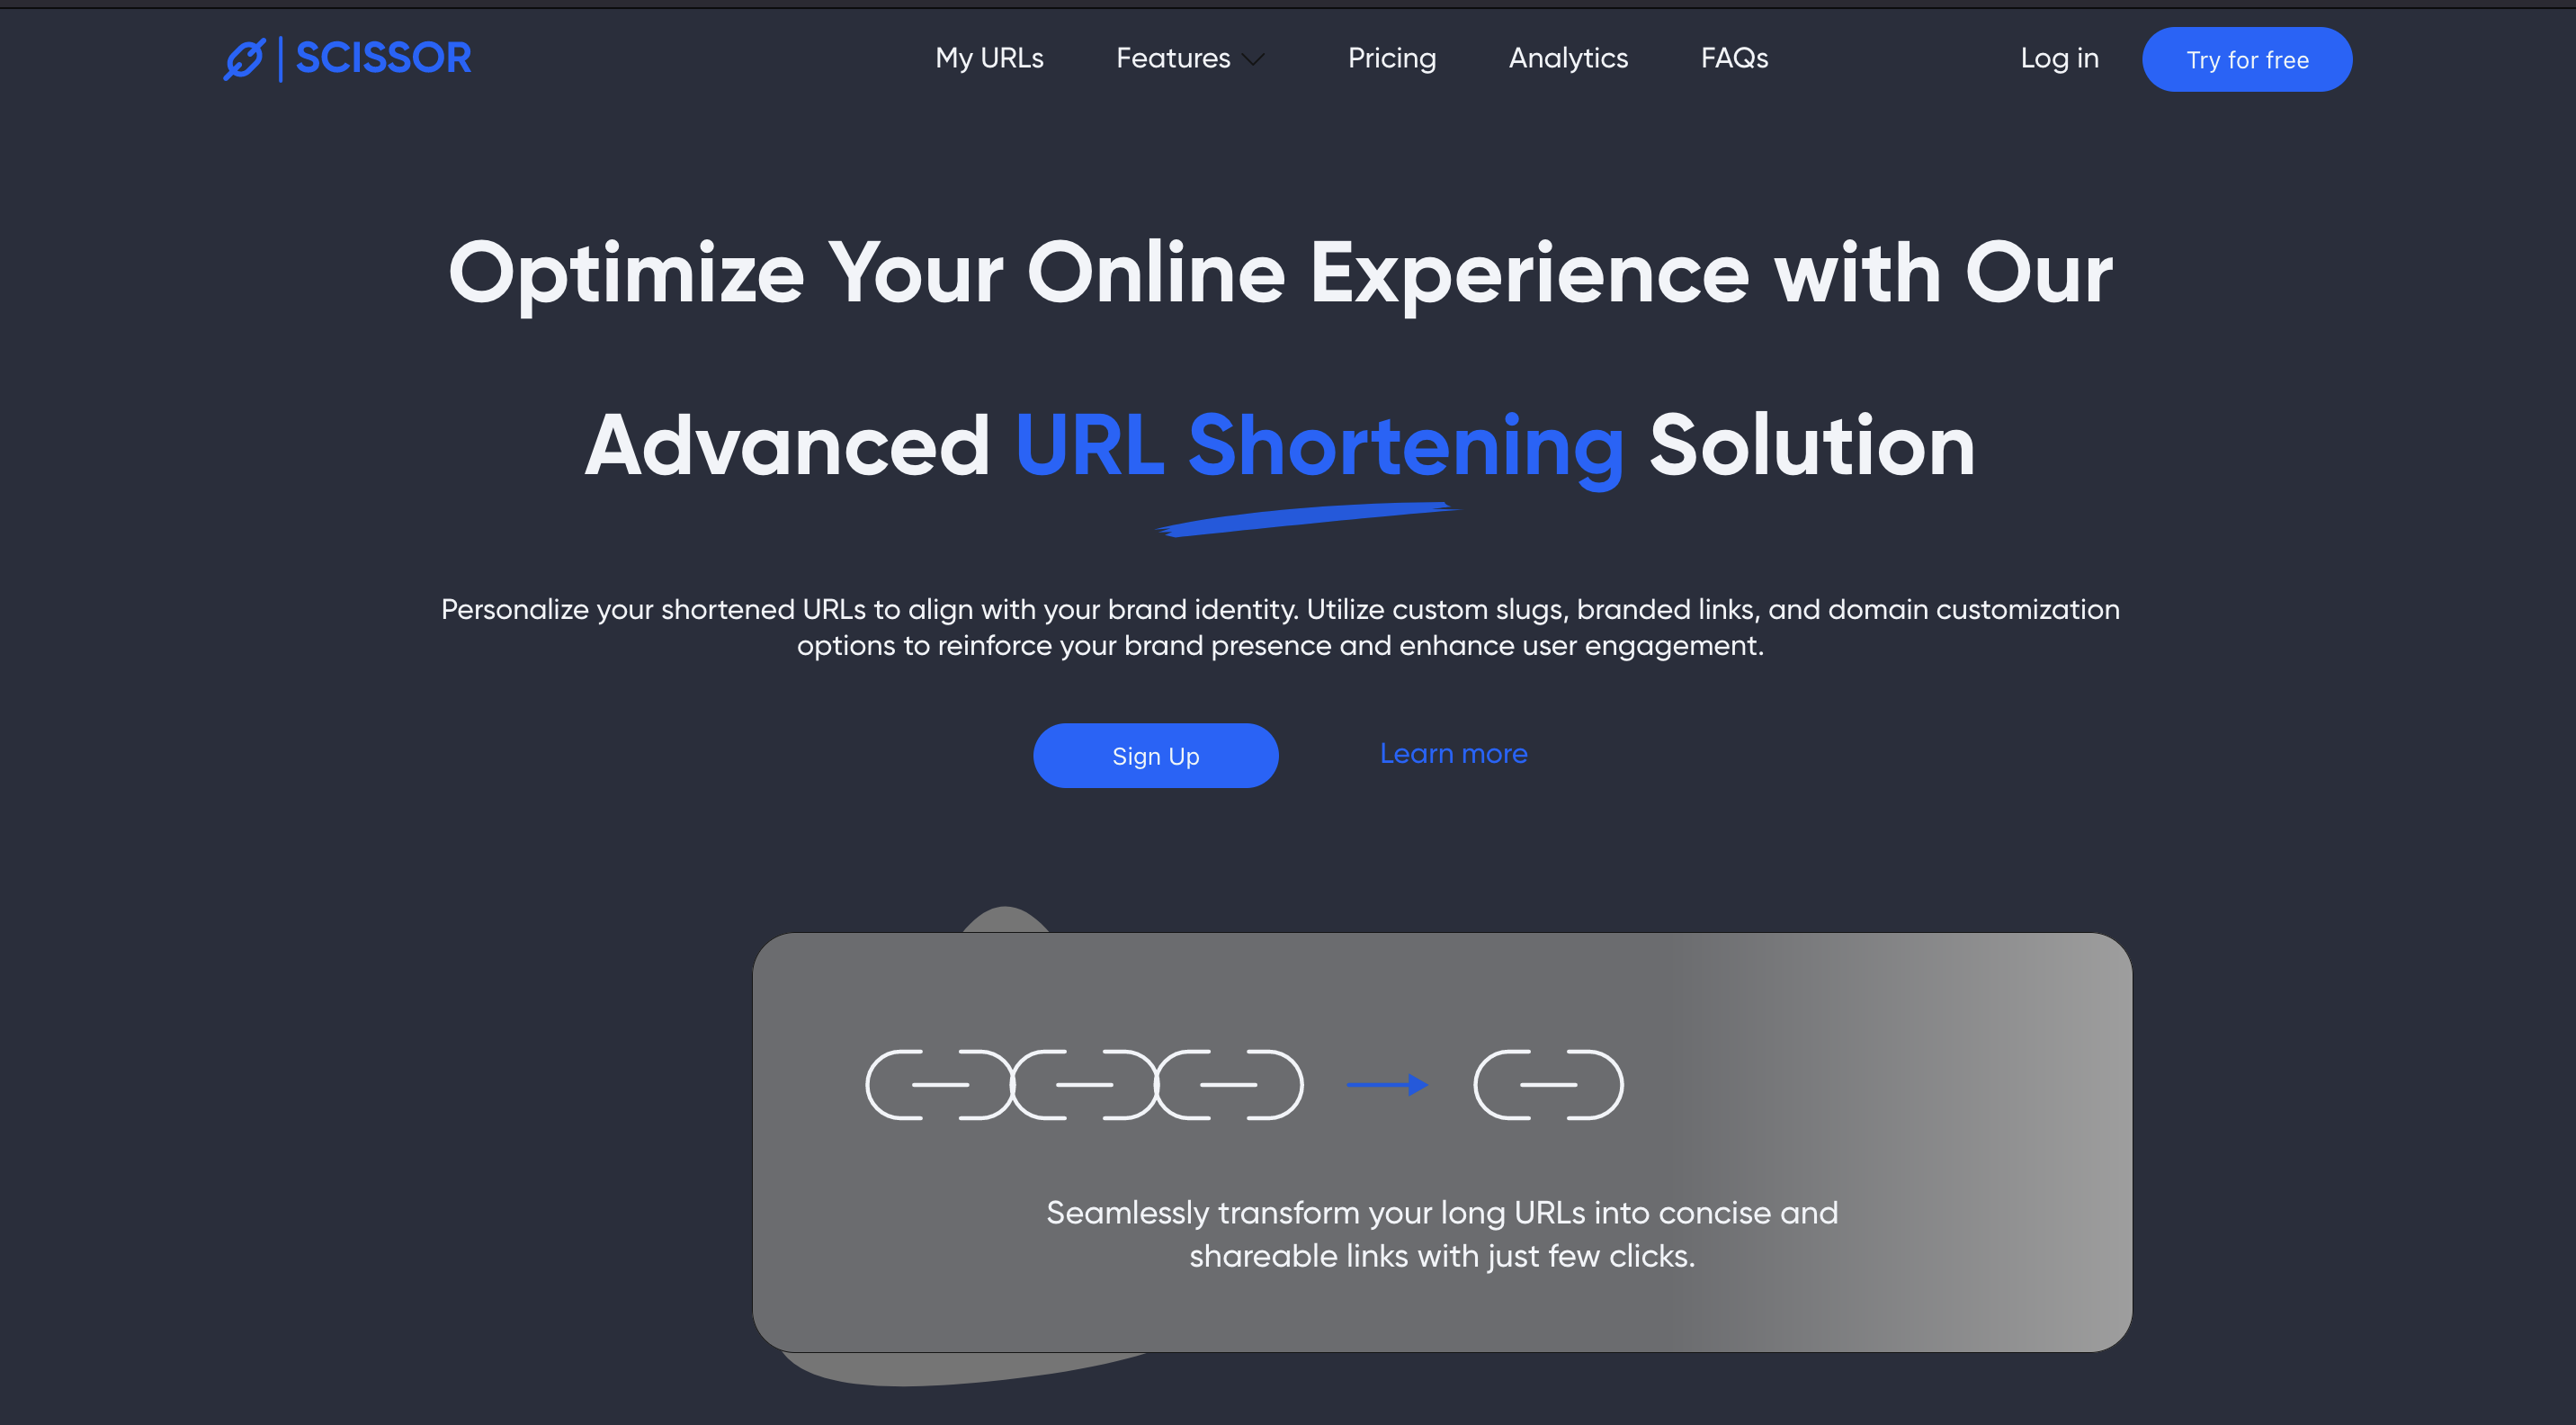 SCISSOR
My URLs
Features
Pricing
Analytics
FAQs
Log in
Try for free
Optimize Your Online Experience with Our
Advanced URL Shortening Solution
Personalize your shortened URLs to align with your brand identity. Utilize custom slugs, branded links, and domain customization
options to reinforce your brand presence and enhance user engagement.
Sign Up
Learn more
Seamlessly transform your long URLs into concise and
shareable links with just few clicks.